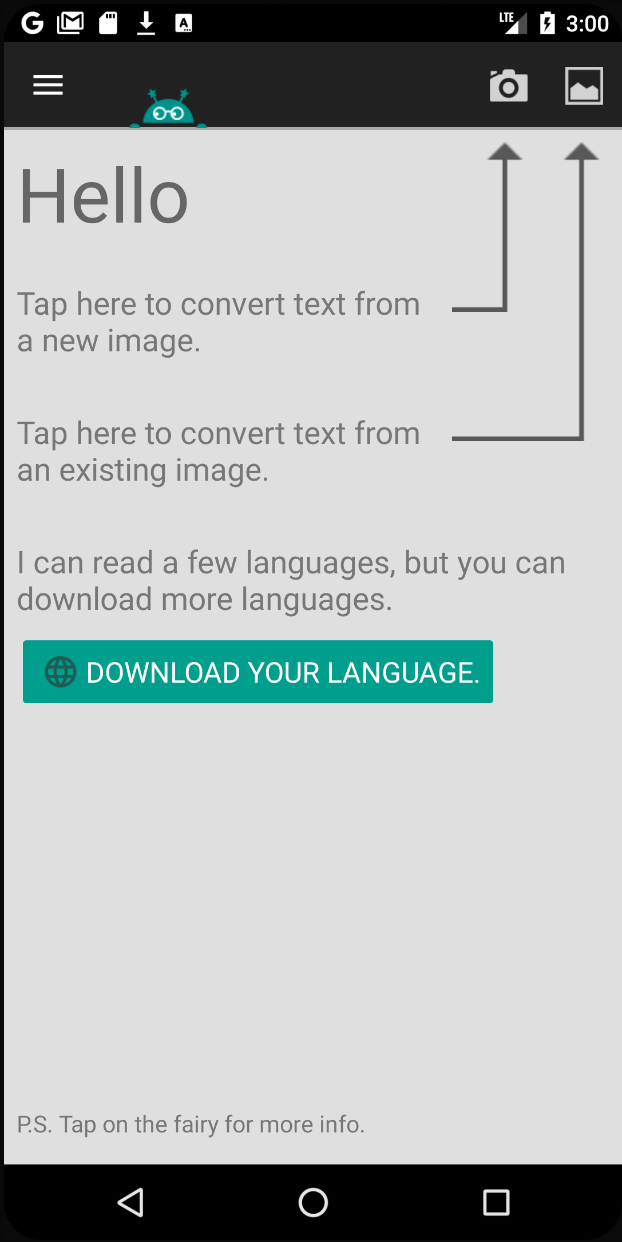 LTE 3:00
Hello
Tap here to convert text from
a new image.
Tap here to convert text from
an existing image.
I can read a few languages, but you can
download more languages.
DOWNLOAD YOUR LANGUAGE.
P.S. Tap on the fairy for more info.